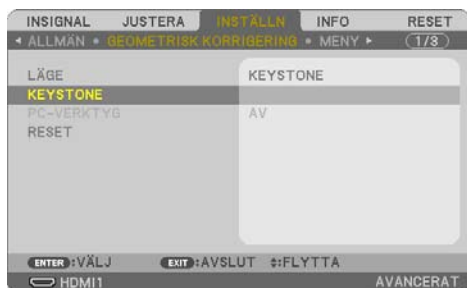 INSIGNAL JUSTERA INSTÄLLN INFO RESET
ALLMÄN • GEOMETRISK KORRIGERING • MENY 1/3
LÄGE KEYSTONE
KEYSTONE
PC-VERKTYG AV
RESET
ENTER :VÄLJ EXIT :AVSLUT :FLYTTA
HDMI1 AVANCERAT